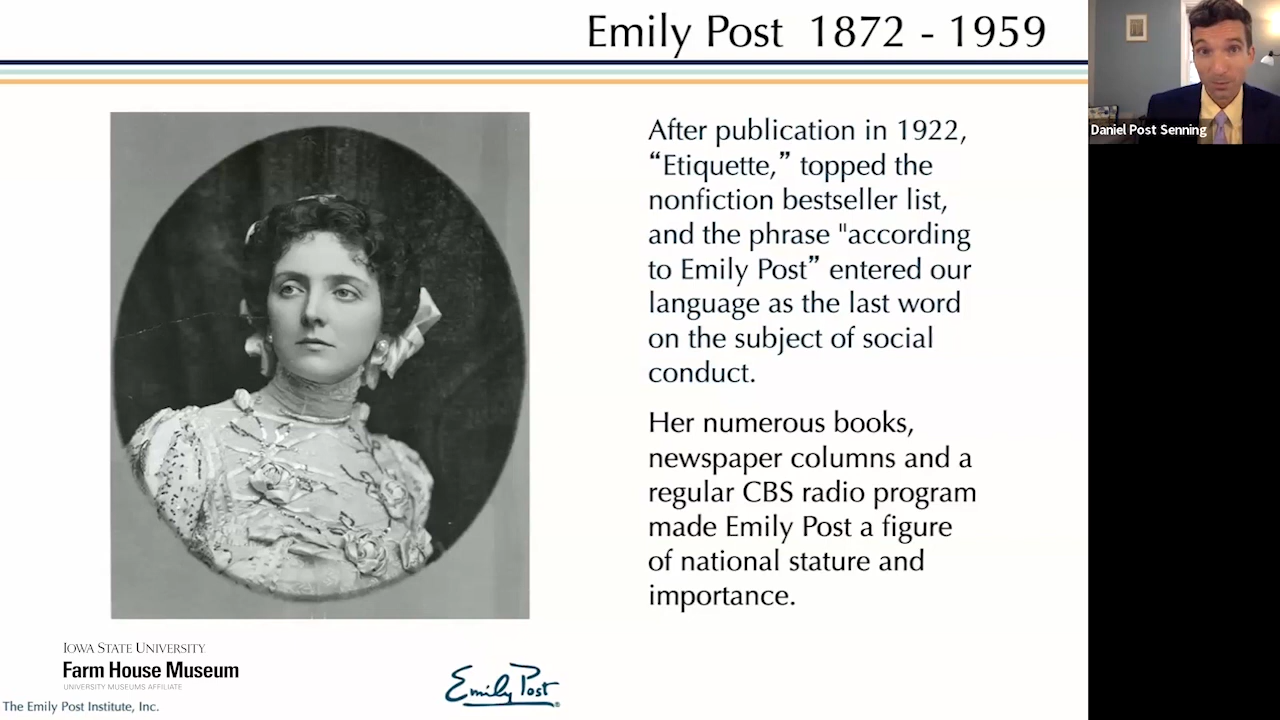 Emily Post 1872 - 1959
After publication in 1922,
“Etiquette,” topped the
nonfiction bestseller list,
and the phrase "according
to Emily Post” entered our
language as the last word
on the subject of social
conduct.
Her numerous books,
newspaper columns and a
regular CBS radio program
made Emily Post a figure
of national stature and
importance.
Daniel Post Senning
IOWA STATE UNIVERSITY
Farm House Museum
UNIVERSITY MUSEUMS AFFILIATE
Emily Post®
The Emily Post Institute, Inc.